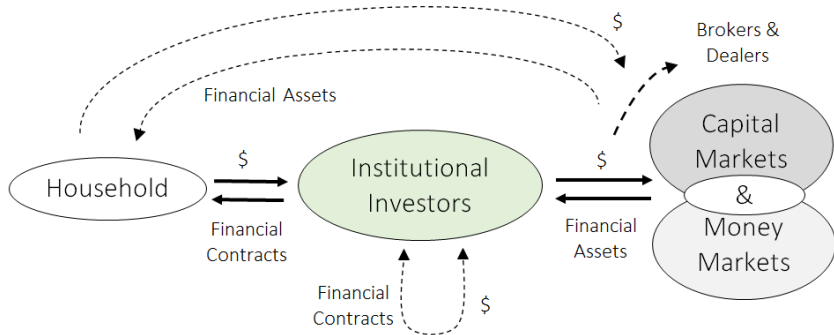 $
Brokers &
Dealers
Financial Assets
Capital
Markets
$
Institutional
Investors
$
Household
&
Financial
Contracts
Financial
Assets
Money
Markets
Financial
Contracts
$